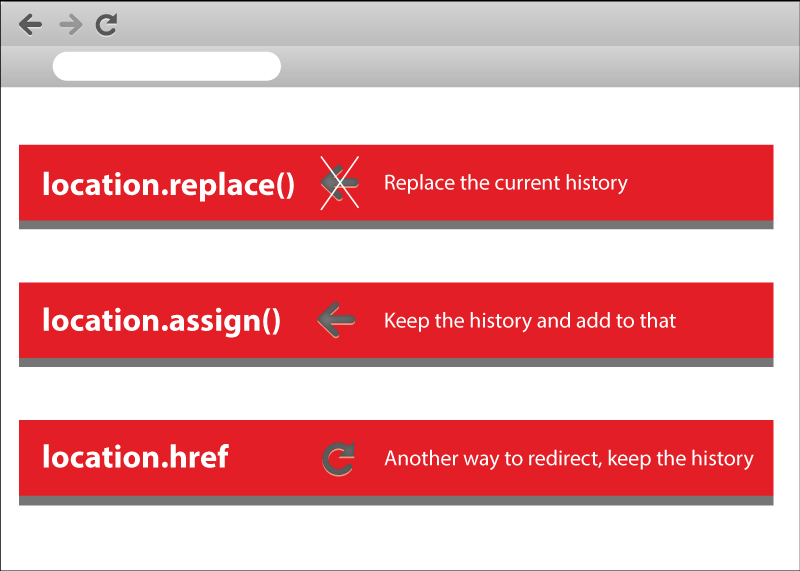 location.replace() Replace the current history
location.assign() Keep the history and add to that
location.href Another way to redirect, keep the history